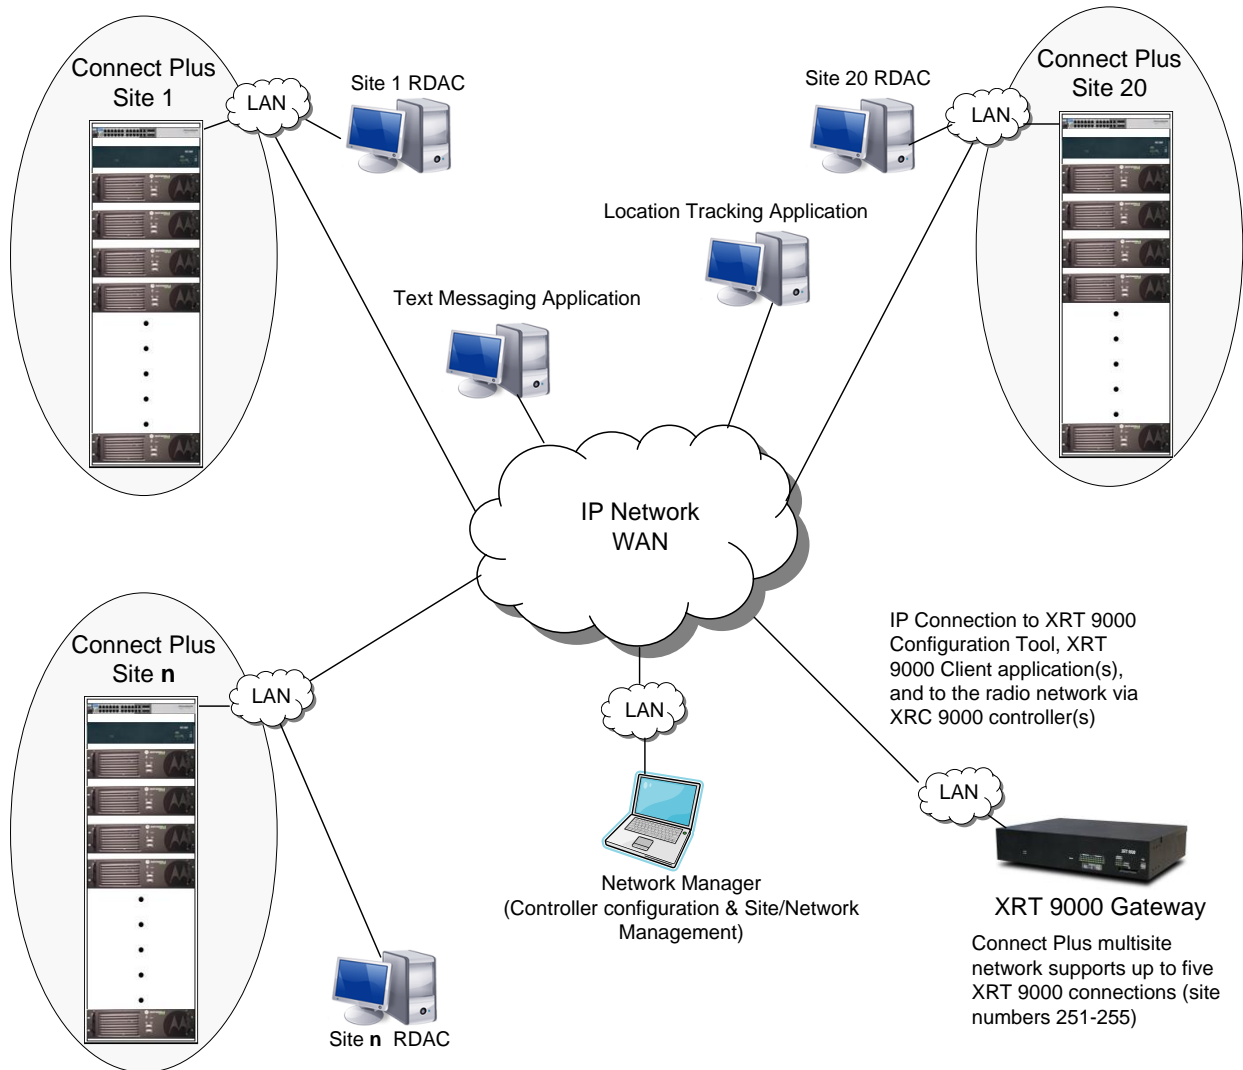 Connect Plus
Site 1
LAN
Site 1 RDAC
Site 20 RDAC
LAN
Connect Plus
Site 20
Location Tracking Application
Text Messaging Application
IP Network
WAN
Connect Plus
Site n
LAN
LAN
IP Connection to XRT 9000
Configuration Tool, XRT
9000 Client application(s),
and to the radio network via
XRC 9000 controller(s)
LAN
Network Manager
(Controller configuration & Site/Network
Management)
XRT 9000 Gateway
Connect Plus multisite
network supports up to five
XRT 9000 connections (site
numbers 251-255)
Site n RDAC